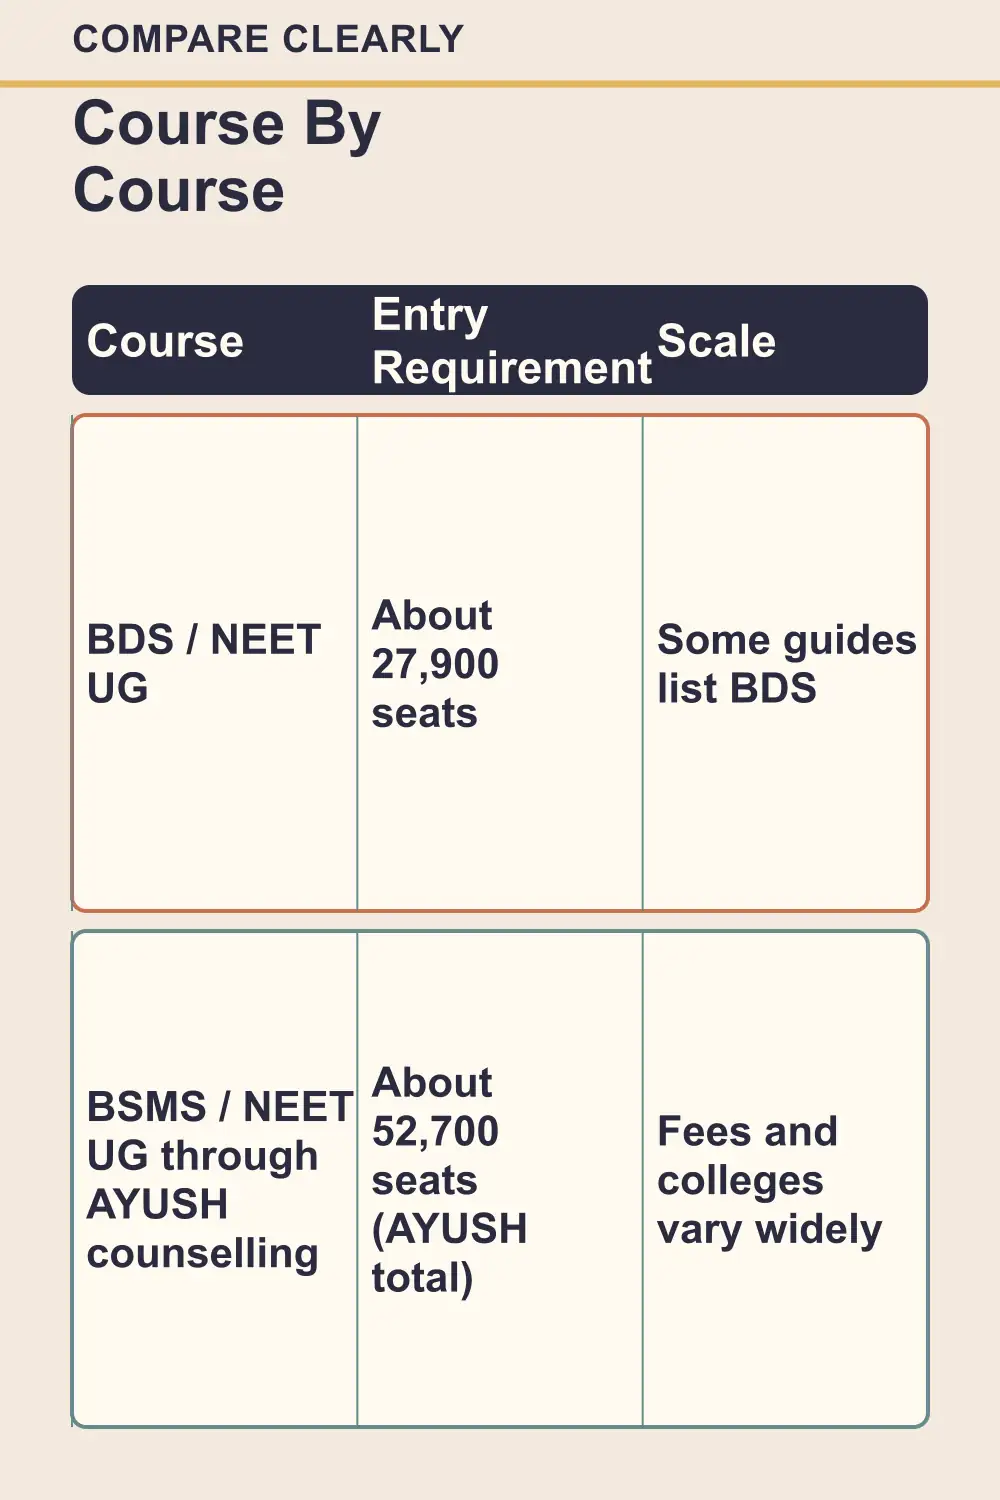 COMPARE CLEARLY
Course By
Course
Course
Entry
Requirement
Scale
BDS / NEET
UG
About
27,900
seats
Some guides
list BDS
BSMS / NEET
UG through
AYUSH
counselling
About
52,700
seats
(AYUSH
total)
Fees and
colleges
vary widely